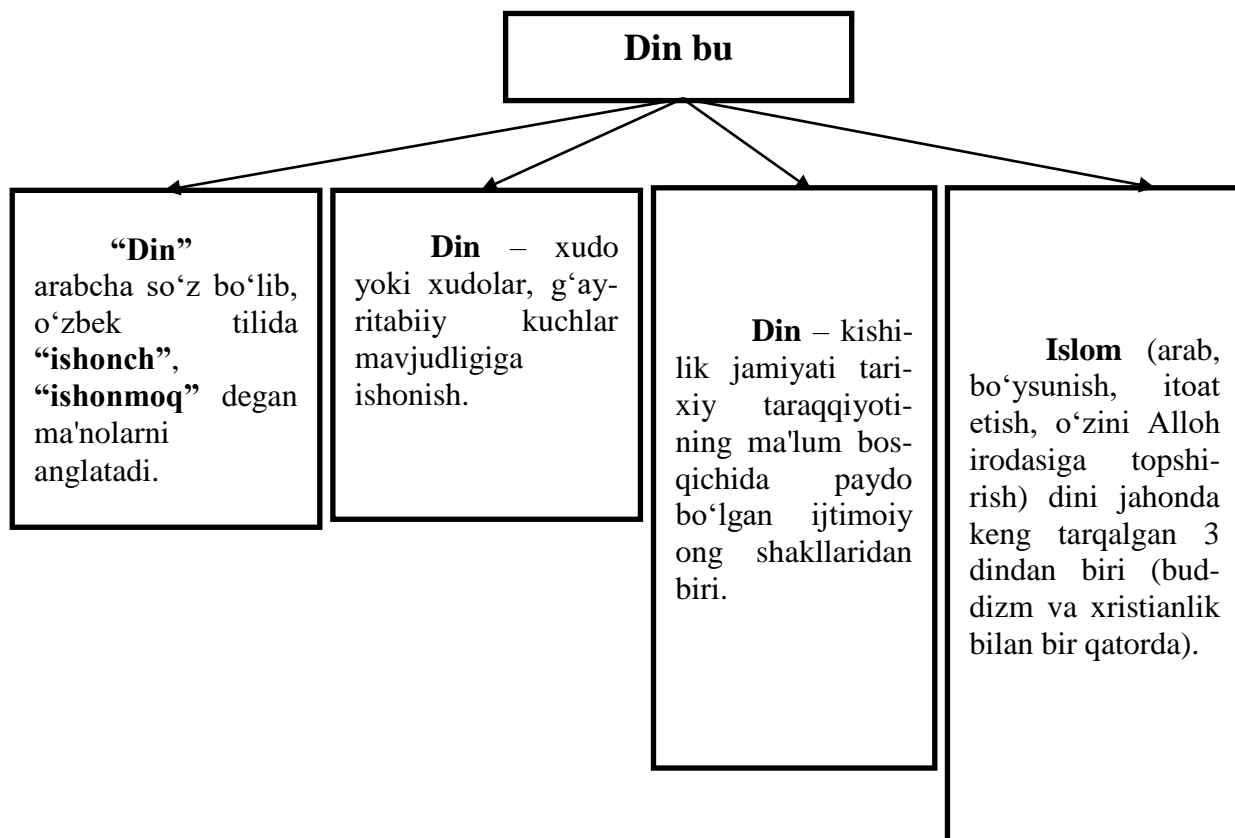 Din bu
“Din”
arabcha so‘z bo‘lib,
o‘zbek tilida
“ishonch”,
“ishonmoq” degan
ma'nolarni
anglatadi.
Din – xudo
yoki xudolar, g‘ay-
ritabiiy kuchlar
mavjudligiga
ishonish.
Din – kishi-
lik jamiyati tari-
xiy taraqqiyoti-
ning ma'lum bos-
qichida paydo
bo‘lgan ijtimoiy
ong shakllaridan
biri.
Islom (arab,
bo‘ysunish, itoat
etish, o‘zini Alloh
irodasiga topshi-
rish) dini jahonda
keng tarqalgan 3
dindan biri (bud-
dizm va xristianlik
bilan bir qatorda).